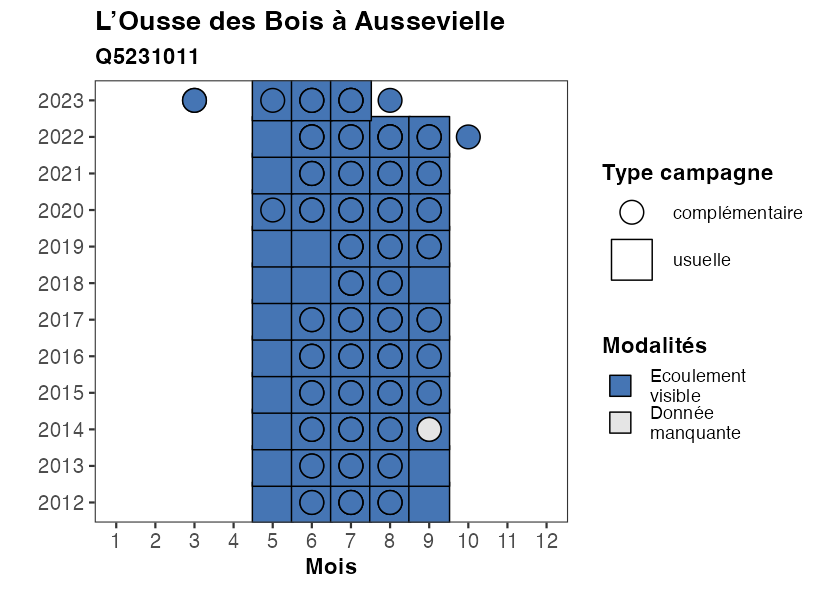 L’Ousse des Bois à Aussevielle
Q5231011
2023
2022
2021
2020
2019
2018
2017
2016
2015
2014
2013
2012
1 2 3 4 5 6 7 8 9 10 11 12
Mois
Type campagne
complémentaire
usuelle
Modalités
Ecoulement
visible
Donnée
manquante